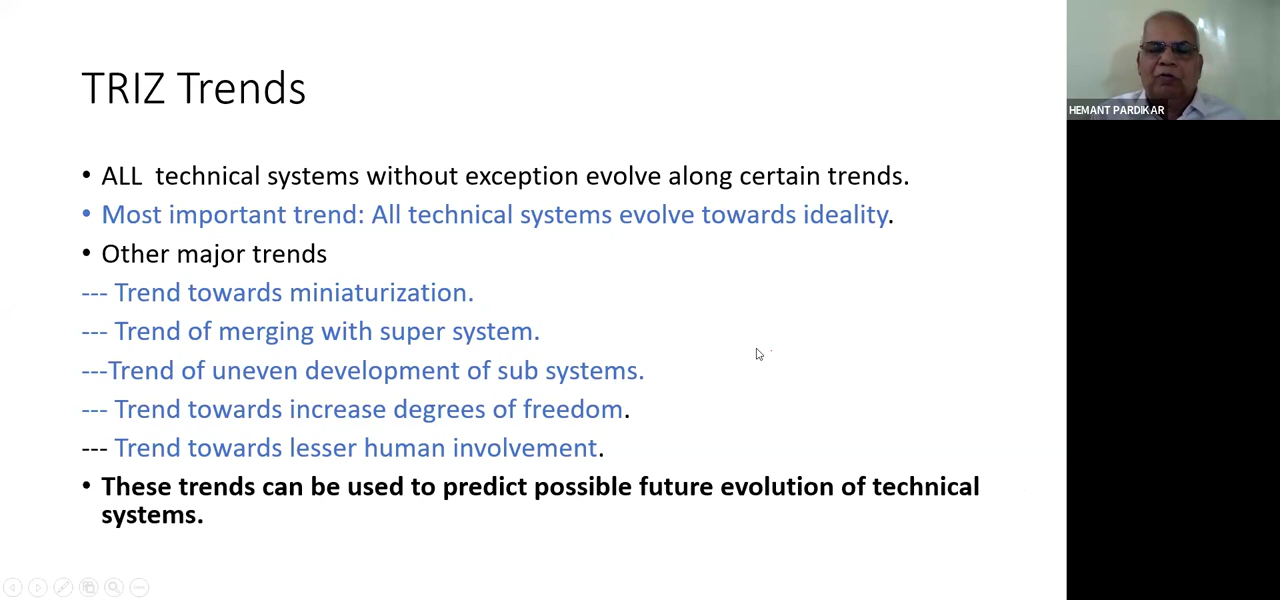 TRIZ Trends
HEMANT PARDIKAR
• ALL  technical systems without exception evolve along certain trends.
• Most important trend: All technical systems evolve towards ideality.
• Other major trends
--- Trend towards miniaturization.
--- Trend of merging with super system.
---Trend of uneven development of sub systems.
--- Trend towards increase degrees of freedom.
--- Trend towards lesser human involvement.
• These trends can be used to predict possible future evolution of technical
systems.